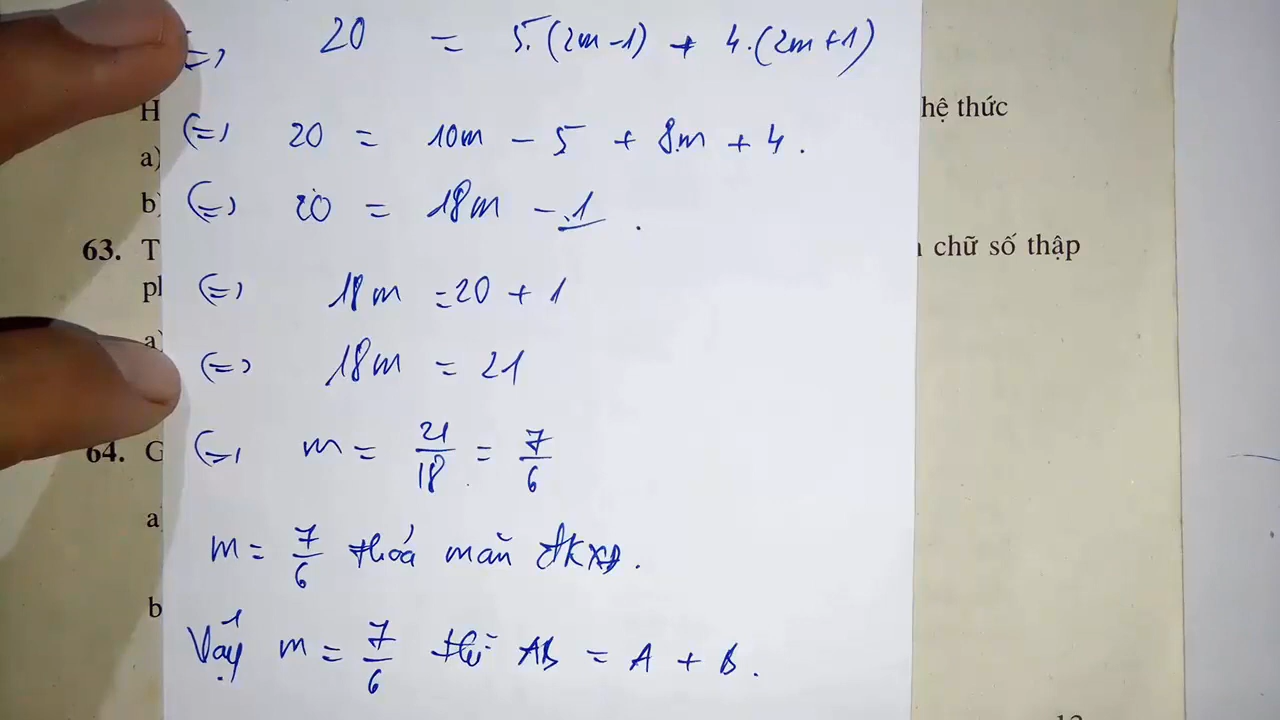 (=) 20 = 5.(2m-1) + 4.(2m+1)
H hệ thức
(=) 20 = 10m - 5 + 8m + 4.
a)
b) (=) 20 = 18m - 1.
63. T chữ số thập
pl (=) 18m = 20 + 1
a)
(=) 18m = 21
64. G (=) m = 21/18 = 7/6
a
m = 7/6 thoả mãn ĐKXĐ.
b
Vậy m = 7/6 thì AB = A + B.